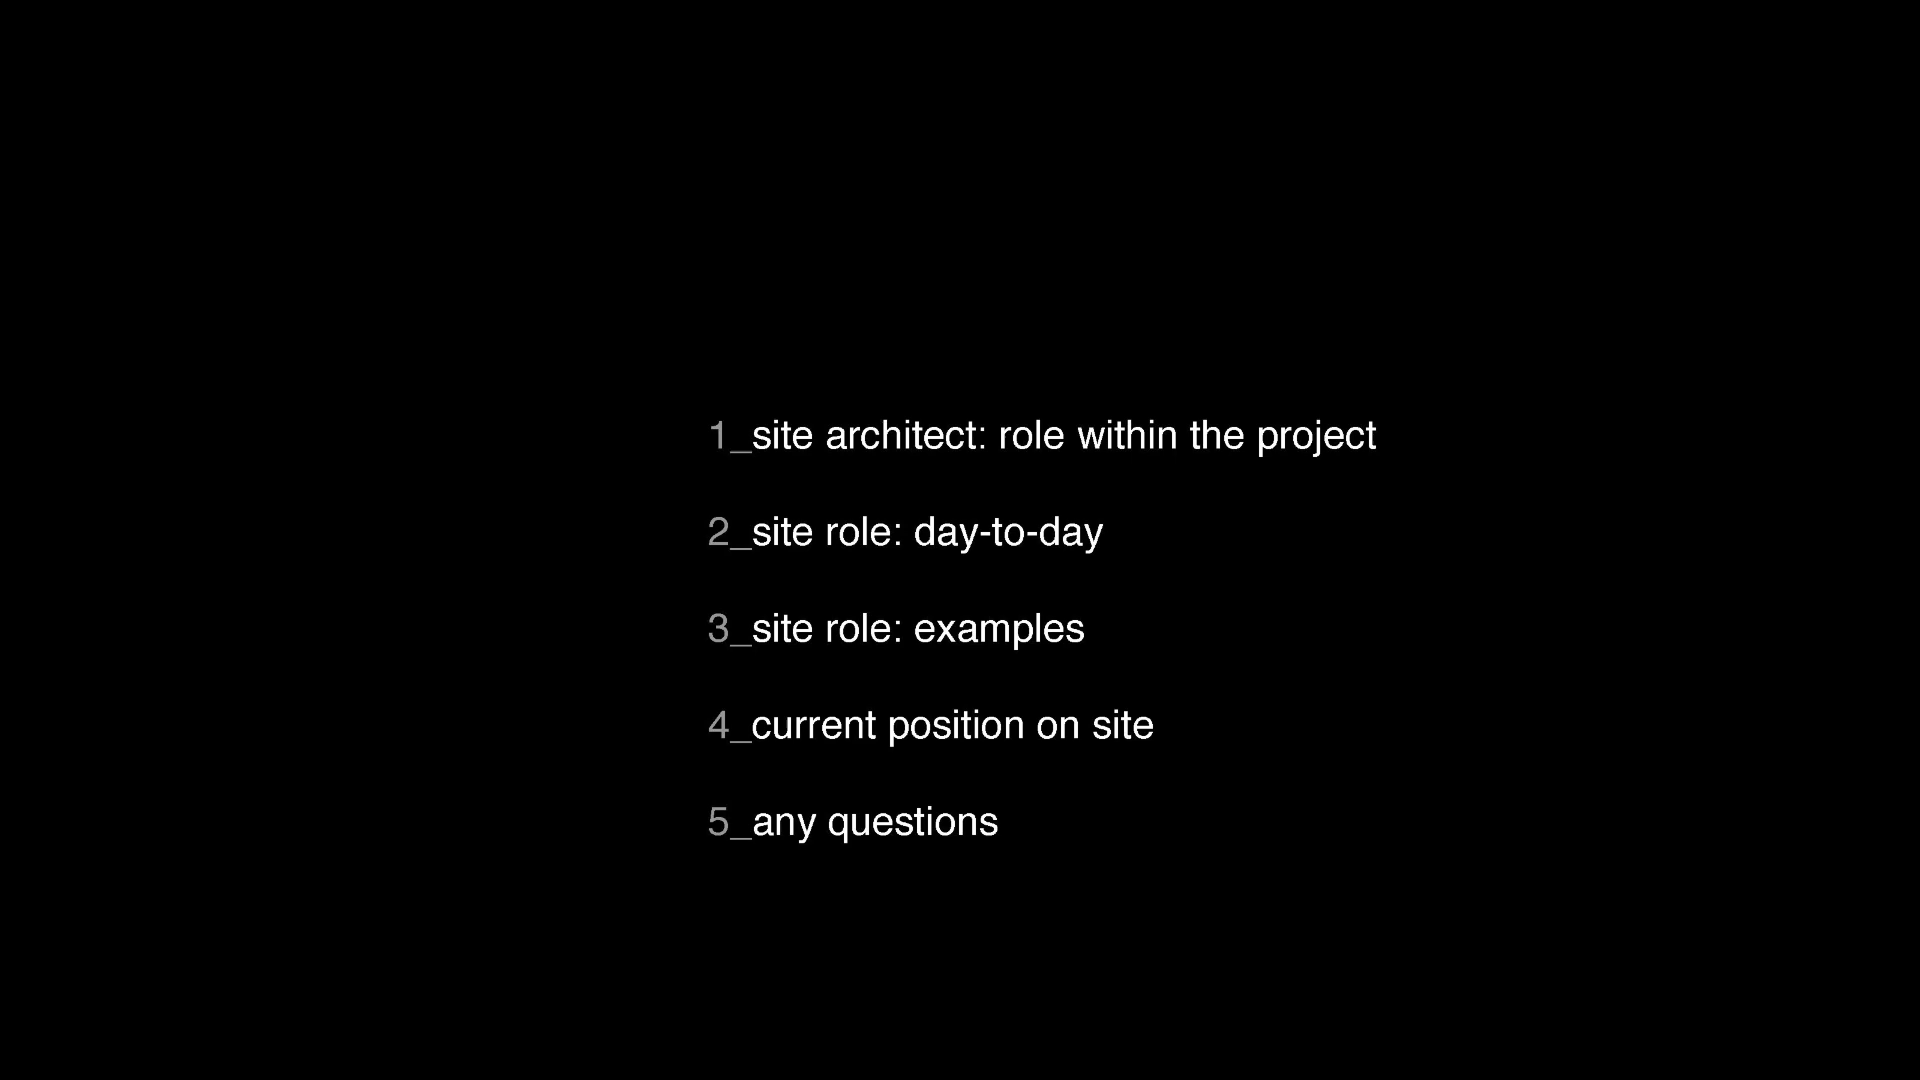 1_site architect: role within the project
2_site role: day-to-day
3_site role: examples
4_current position on site
5_any questions